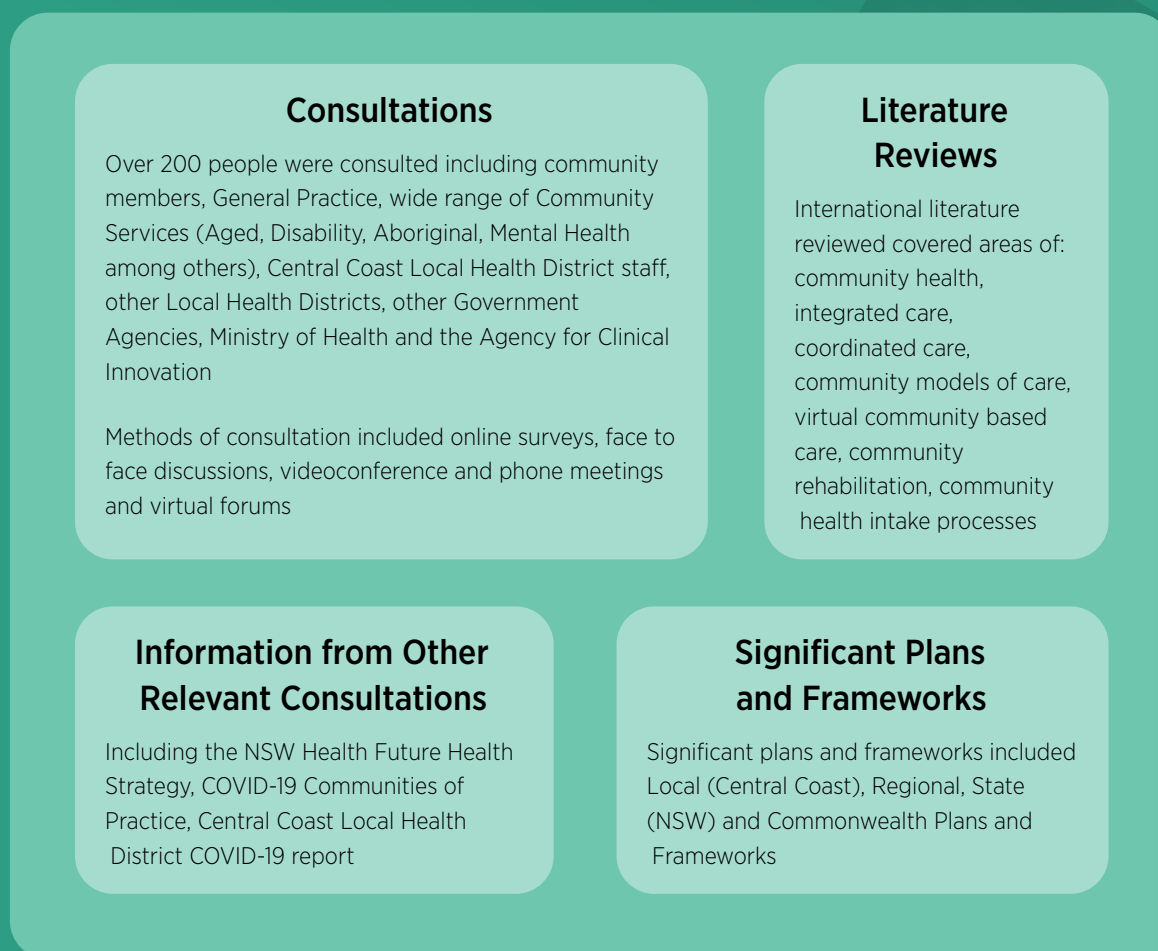 Consultations
Over 200 people were consulted including community
members, General Practice, wide range of Community
Services (Aged, Disability, Aboriginal, Mental Health
among others), Central Coast Local Health District staff,
other Local Health Districts, other Government
Agencies, Ministry of Health and the Agency for Clinical
Innovation
Methods of consultation included online surveys, face to
face discussions, videoconference and phone meetings
and virtual forums
Literature
Reviews
International literature
reviewed covered areas of:
community health,
integrated care,
coordinated care,
community models of care,
virtual community based
care, community
rehabilitation, community
health intake processes
Information from Other
Relevant Consultations
Including the NSW Health Future Health
Strategy, COVID-19 Communities of
Practice, Central Coast Local Health
District COVID-19 report
Significant Plans
and Frameworks
Significant plans and frameworks included
Local (Central Coast), Regional, State
(NSW) and Commonwealth Plans and
Frameworks